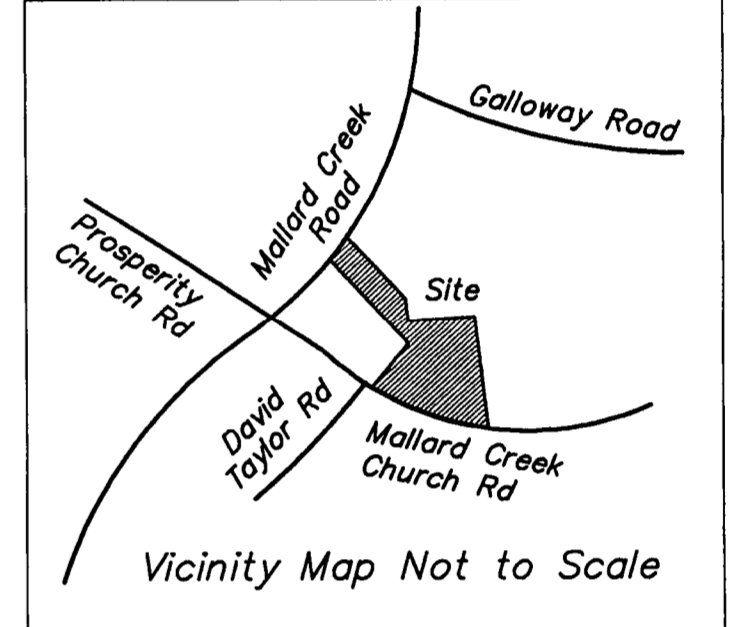 Galloway Road
Mallard Creek
Road
Prosperity
Church Rd
Site
David
Taylor Rd
Mallard Creek
Church Rd
Vicinity Map Not to Scale